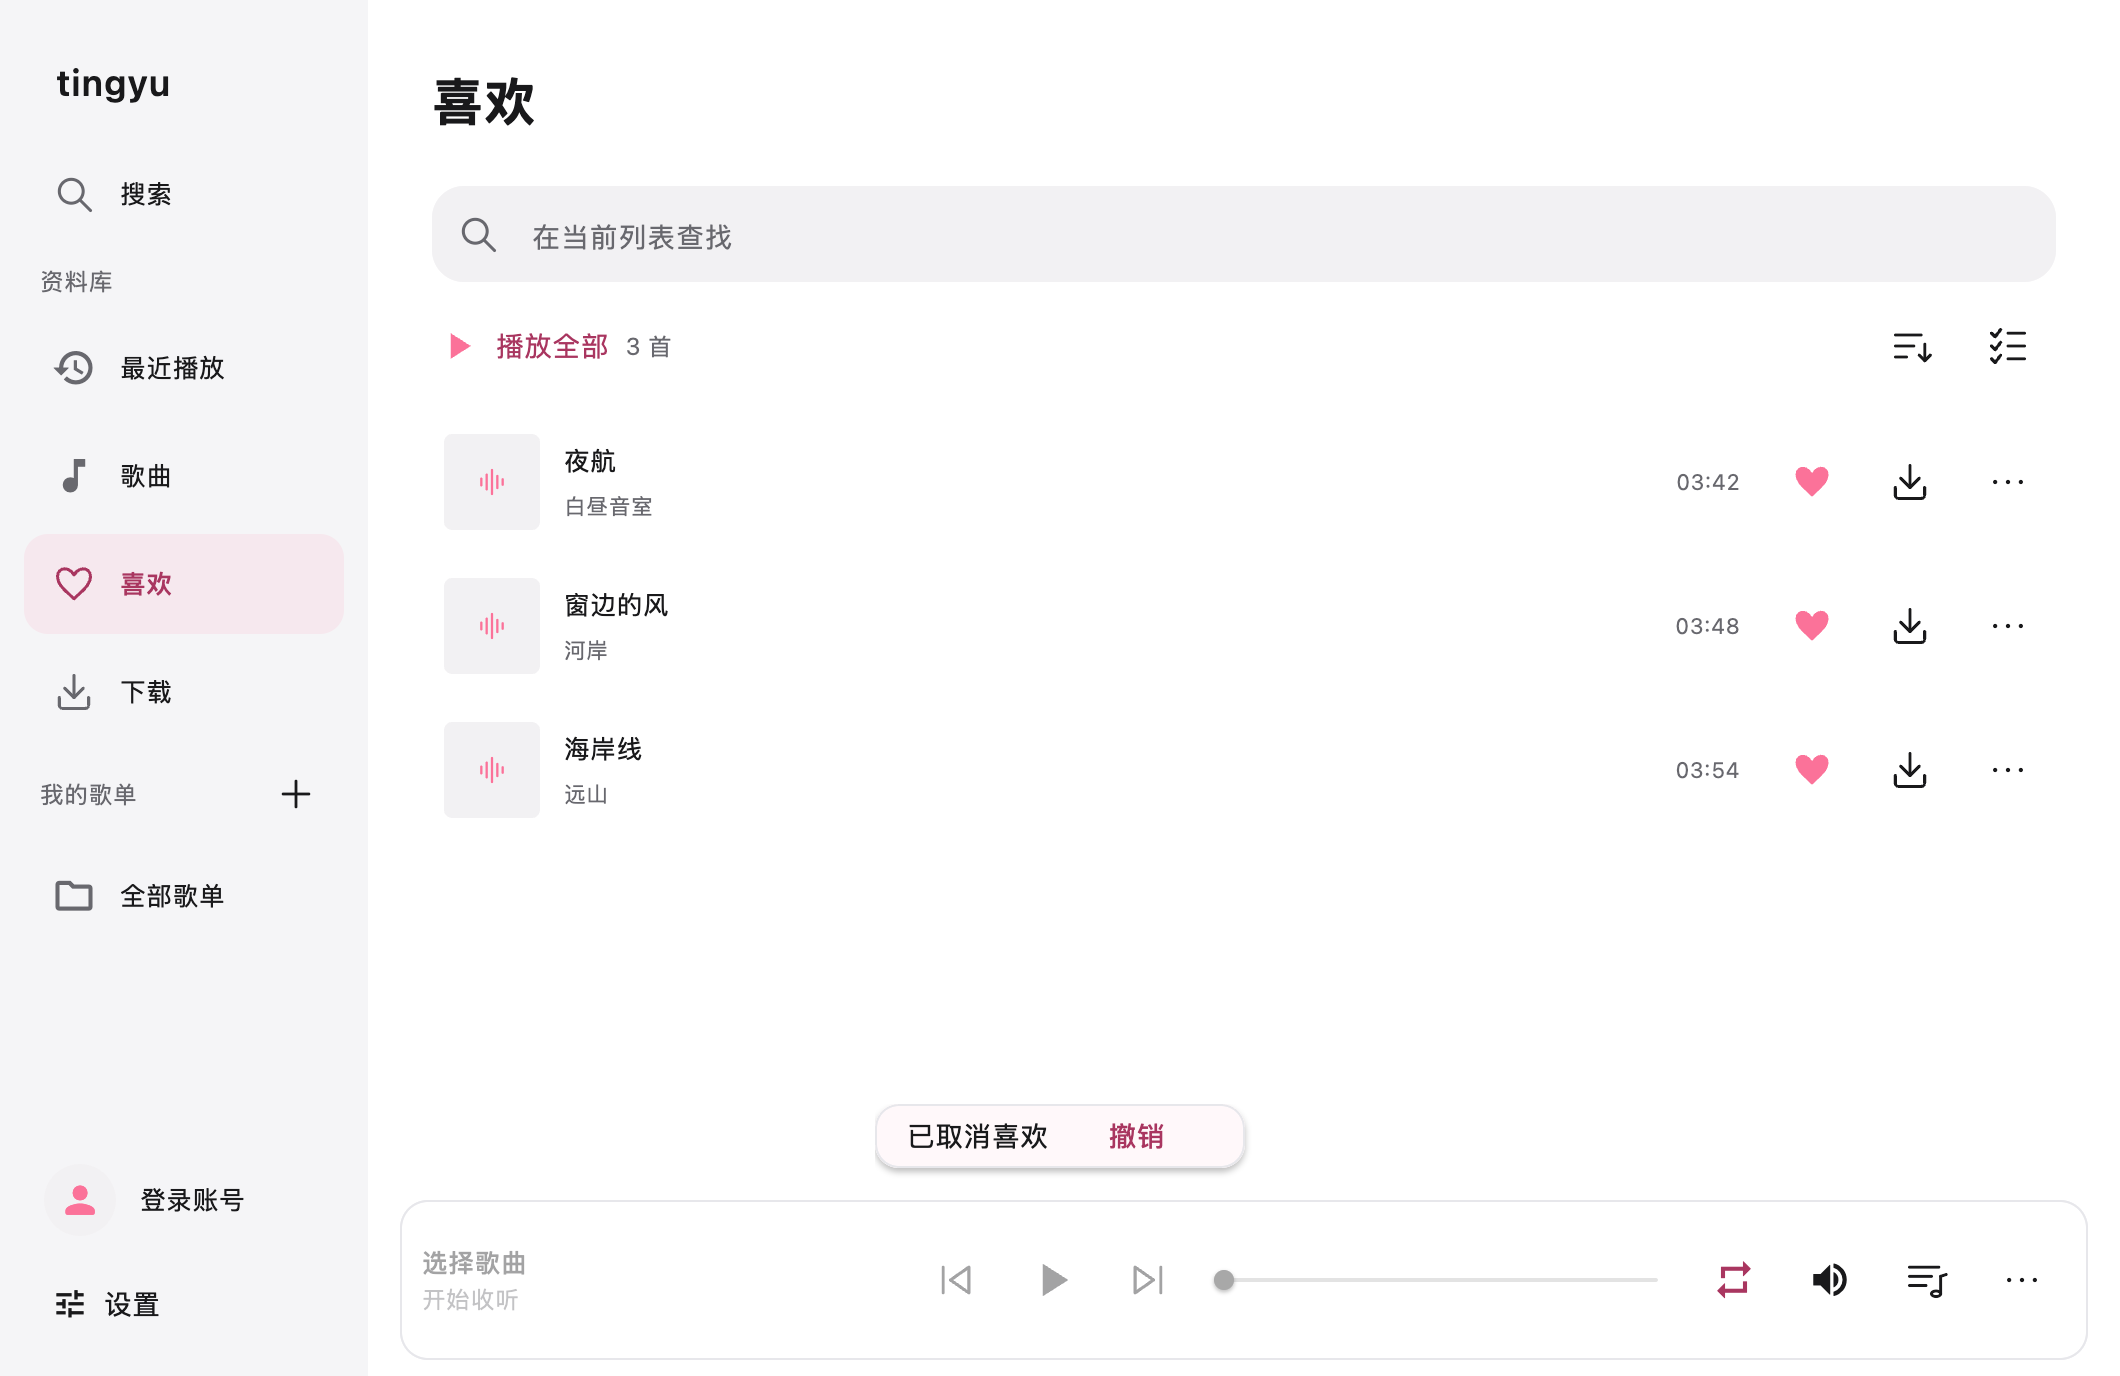 tingyu
搜索
资料库
最近播放
歌曲
喜欢
下载
我的歌单
全部歌单
登录账号
设置
喜欢
在当前列表查找
播放全部 3 首
夜航
白昼音室
03:42
窗边的风
河岸
03:48
海岸线
远山
03:54
已取消喜欢 撤销
选择歌曲
开始收听